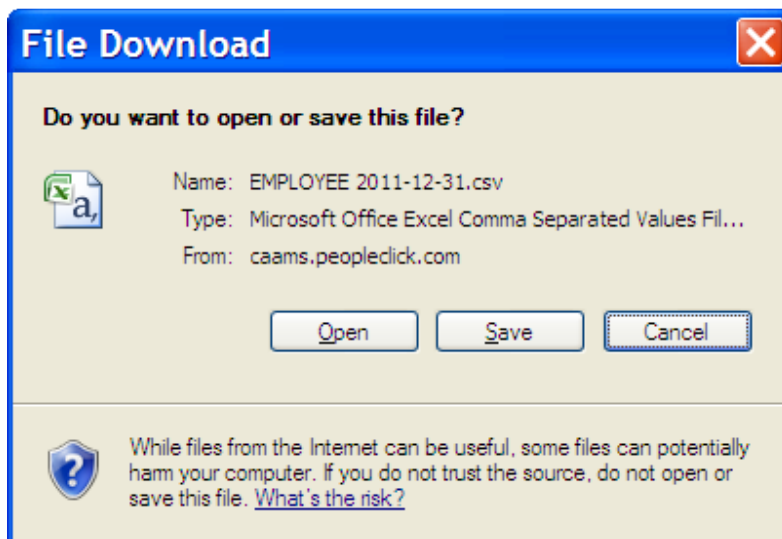 File Download
Do you want to open or save this file?
a,
Name: EMPLOYEE 2011-12-31.csv
Type: Microsoft Office Excel Comma Separated Values Fil...
From: caams.peopleclick.com
Open Save Cancel
?
While files from the Internet can be useful, some files can potentially
harm your computer. If you do not trust the source, do not open or
save this file. What's the risk?